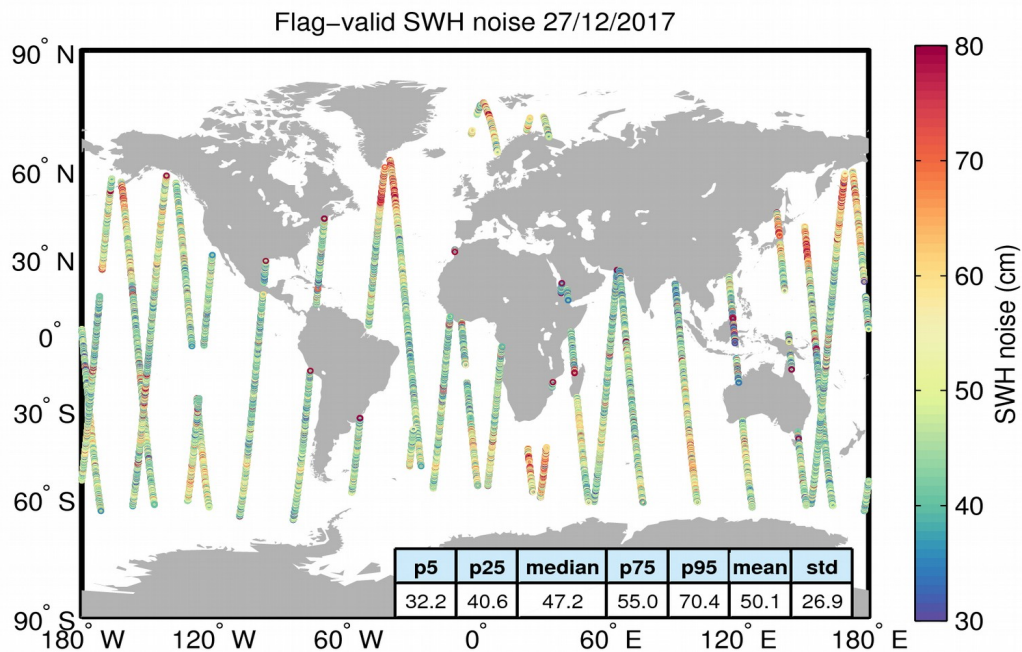 Flag−valid SWH noise 27/12/2017
90° N
60° N
30° N
0°
30° S
60° S
90° S
180° W
120° W
60° W
0°
60° E
120° E
180° E
80
70
60
50
40
30
SWH noise (cm)
p5 p25 median p75 p95 mean std
32.2 40.6 47.2 55.0 70.4 50.1 26.9